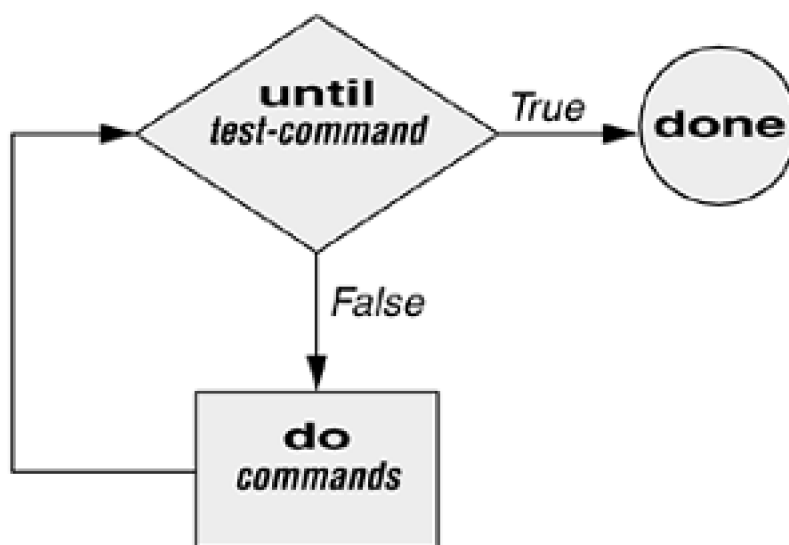 until
test-command
True
done
False
do
commands